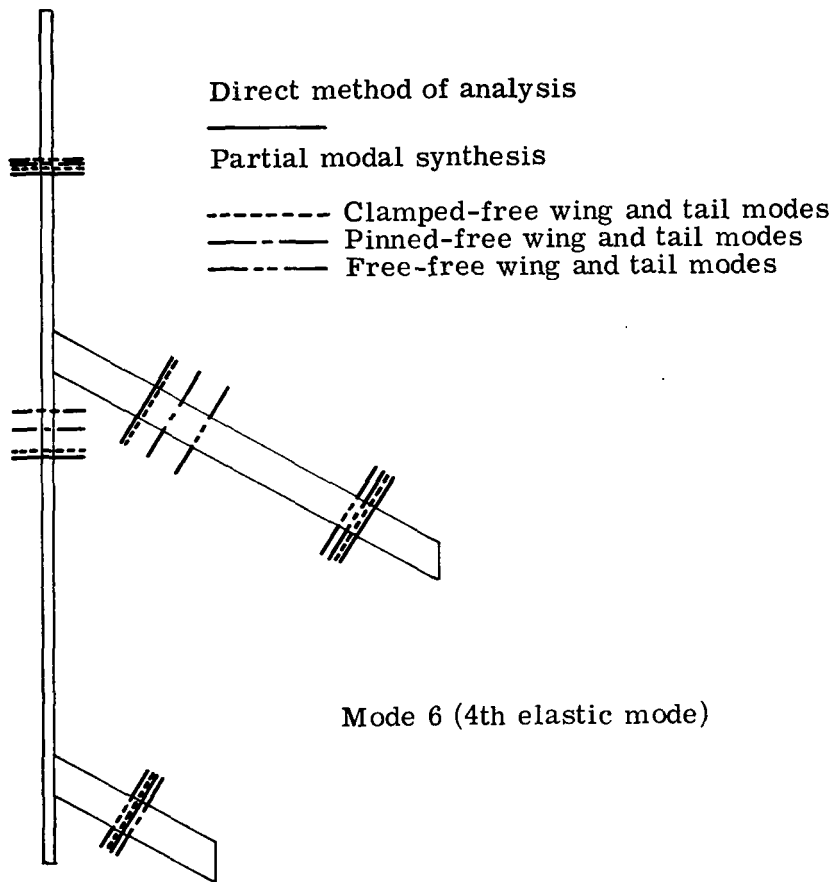 Direct method of analysis
Partial modal synthesis
Clamped-free wing and tail modes
Pinned-free wing and tail modes
Free-free wing and tail modes
Mode 6 (4th elastic mode)